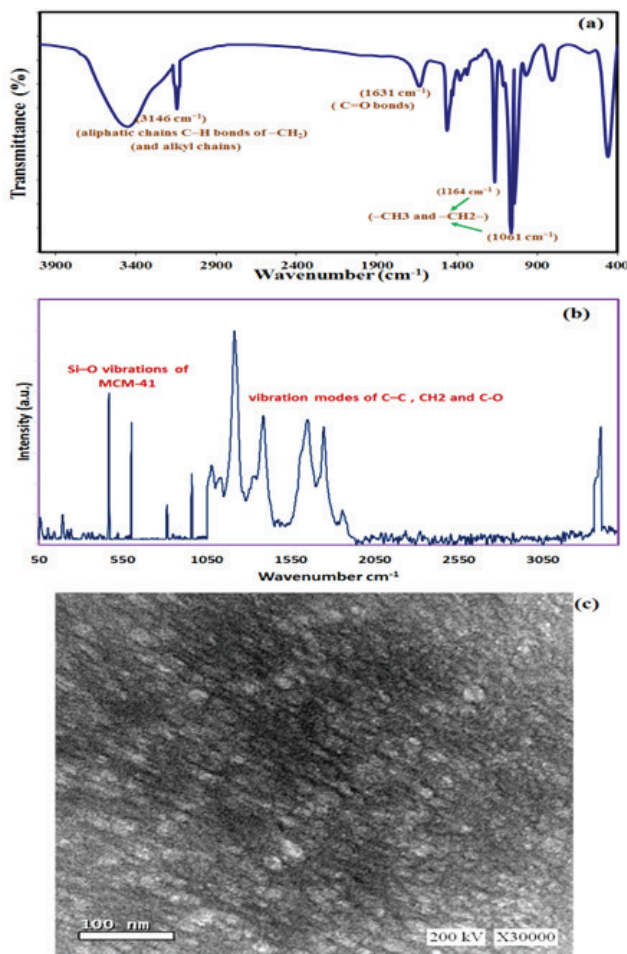 (a)
Transmittance (%)
(3146 cm⁻¹)
(aliphatic chains C–H bonds of –CH₂)
(and alkyl chains)
(1631 cm⁻¹)
( C=O bonds)
(1164 cm⁻¹ )
(–CH3 and –CH2–)
(1061 cm⁻¹)
3900 3400 2900 2400 1900 1400 900 400
Wavenumber (cm⁻¹)
(b)
Intensity (a.u.)
Si–O vibrations of
MCM-41
vibration modes of C–C , CH2 and C-O
50 550 1050 1550 2050 2550 3050
Wavenumber cm⁻¹
(c)
100 nm
200 kV X30000